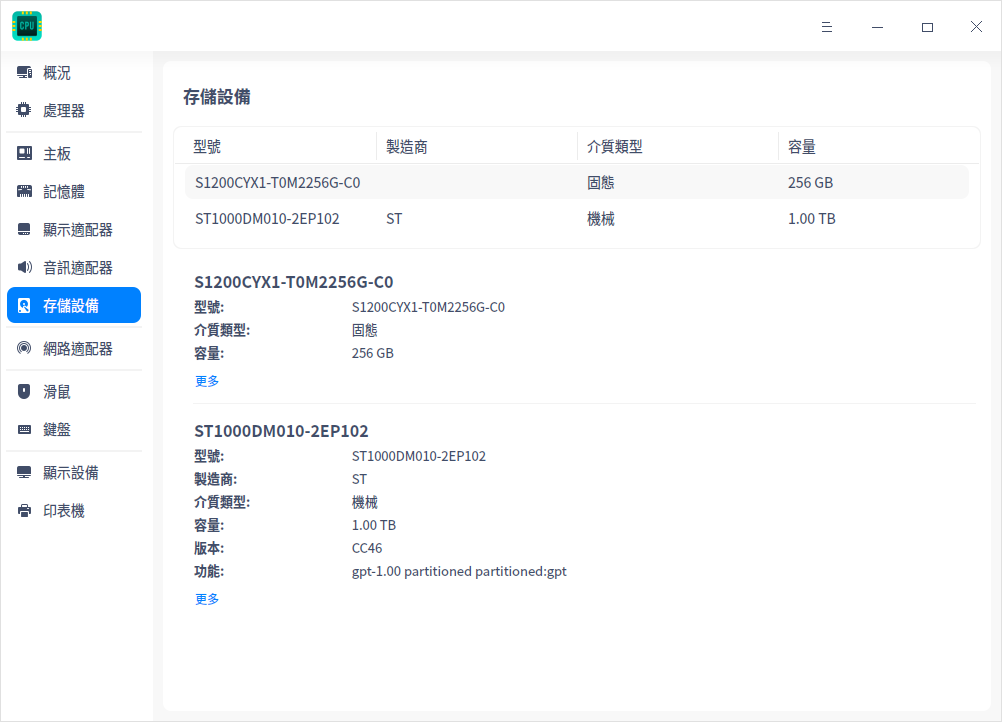 CPU
概況
處理器
主板
記憶體
顯示適配器
音訊適配器
存儲設備
網路適配器
滑鼠
鍵盤
顯示設備
印表機
存儲設備
型號 製造商 介質類型 容量
S1200CYX1-T0M2256G-C0 固態 256 GB
ST1000DM010-2EP102 ST 機械 1.00 TB
S1200CYX1-T0M2256G-C0
型號: S1200CYX1-T0M2256G-C0
介質類型: 固態
容量: 256 GB
更多
ST1000DM010-2EP102
型號: ST1000DM010-2EP102
製造商: ST
介質類型: 機械
容量: 1.00 TB
版本: CC46
功能: gpt-1.00 partitioned partitioned:gpt
更多